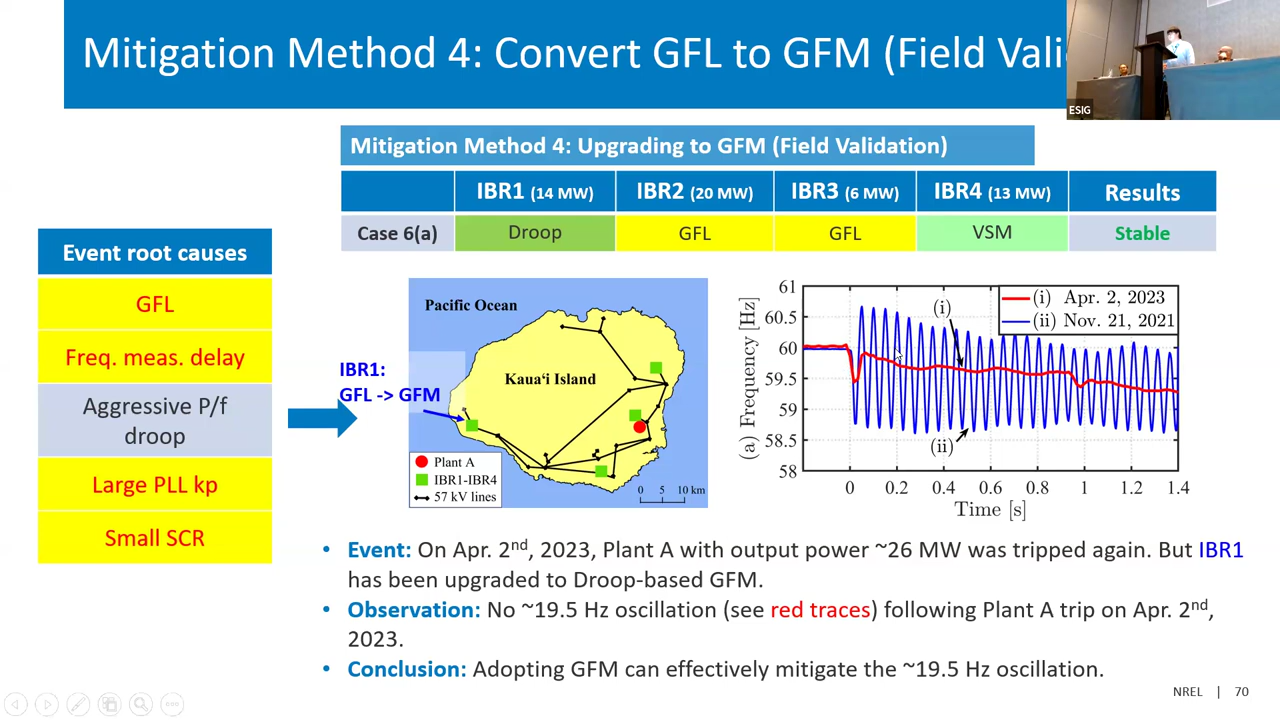 Mitigation Method 4: Convert GFL to GFM (Field Vali
ESIG
Mitigation Method 4: Upgrading to GFM (Field Validation)
IBR1 (14 MW) IBR2 (20 MW) IBR3 (6 MW) IBR4 (13 MW) Results
Case 6(a) Droop GFL GFL VSM Stable
Event root causes
GFL
Freq. meas. delay
Aggressive P/f
droop
Large PLL kp
Small SCR
Pacific Ocean
Kaua‘i Island
IBR1:
GFL -> GFM
Plant A
IBR1-IBR4
57 kV lines
0 5 10 km
(a) Frequency [Hz]
61
60.5
60
59.5
59
58.5
58
(i)
(ii)
(i) Apr. 2, 2023
(ii) Nov. 21, 2021
0 0.2 0.4 0.6 0.8 1 1.2 1.4
Time [s]
• Event: On Apr. 2nd, 2023, Plant A with output power ~26 MW was tripped again. But IBR1
has been upgraded to Droop-based GFM.
• Observation: No ~19.5 Hz oscillation (see red traces) following Plant A trip on Apr. 2nd,
2023.
• Conclusion: Adopting GFM can effectively mitigate the ~19.5 Hz oscillation.
NREL | 70